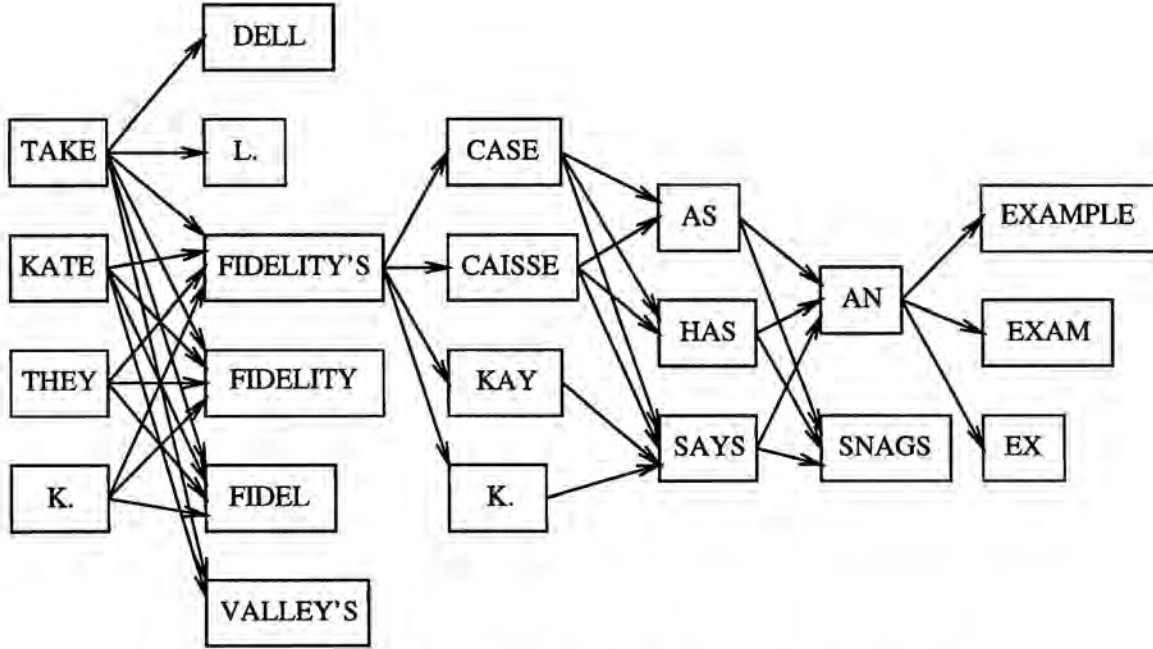 DELL
TAKE
L.
CASE
AS
EXAMPLE
KATE
FIDELITY'S
CAISSE
AN
HAS
EXAM
THEY
FIDELITY
KAY
SAYS
SNAGS
EX
K.
FIDEL
K.
VALLEY'S